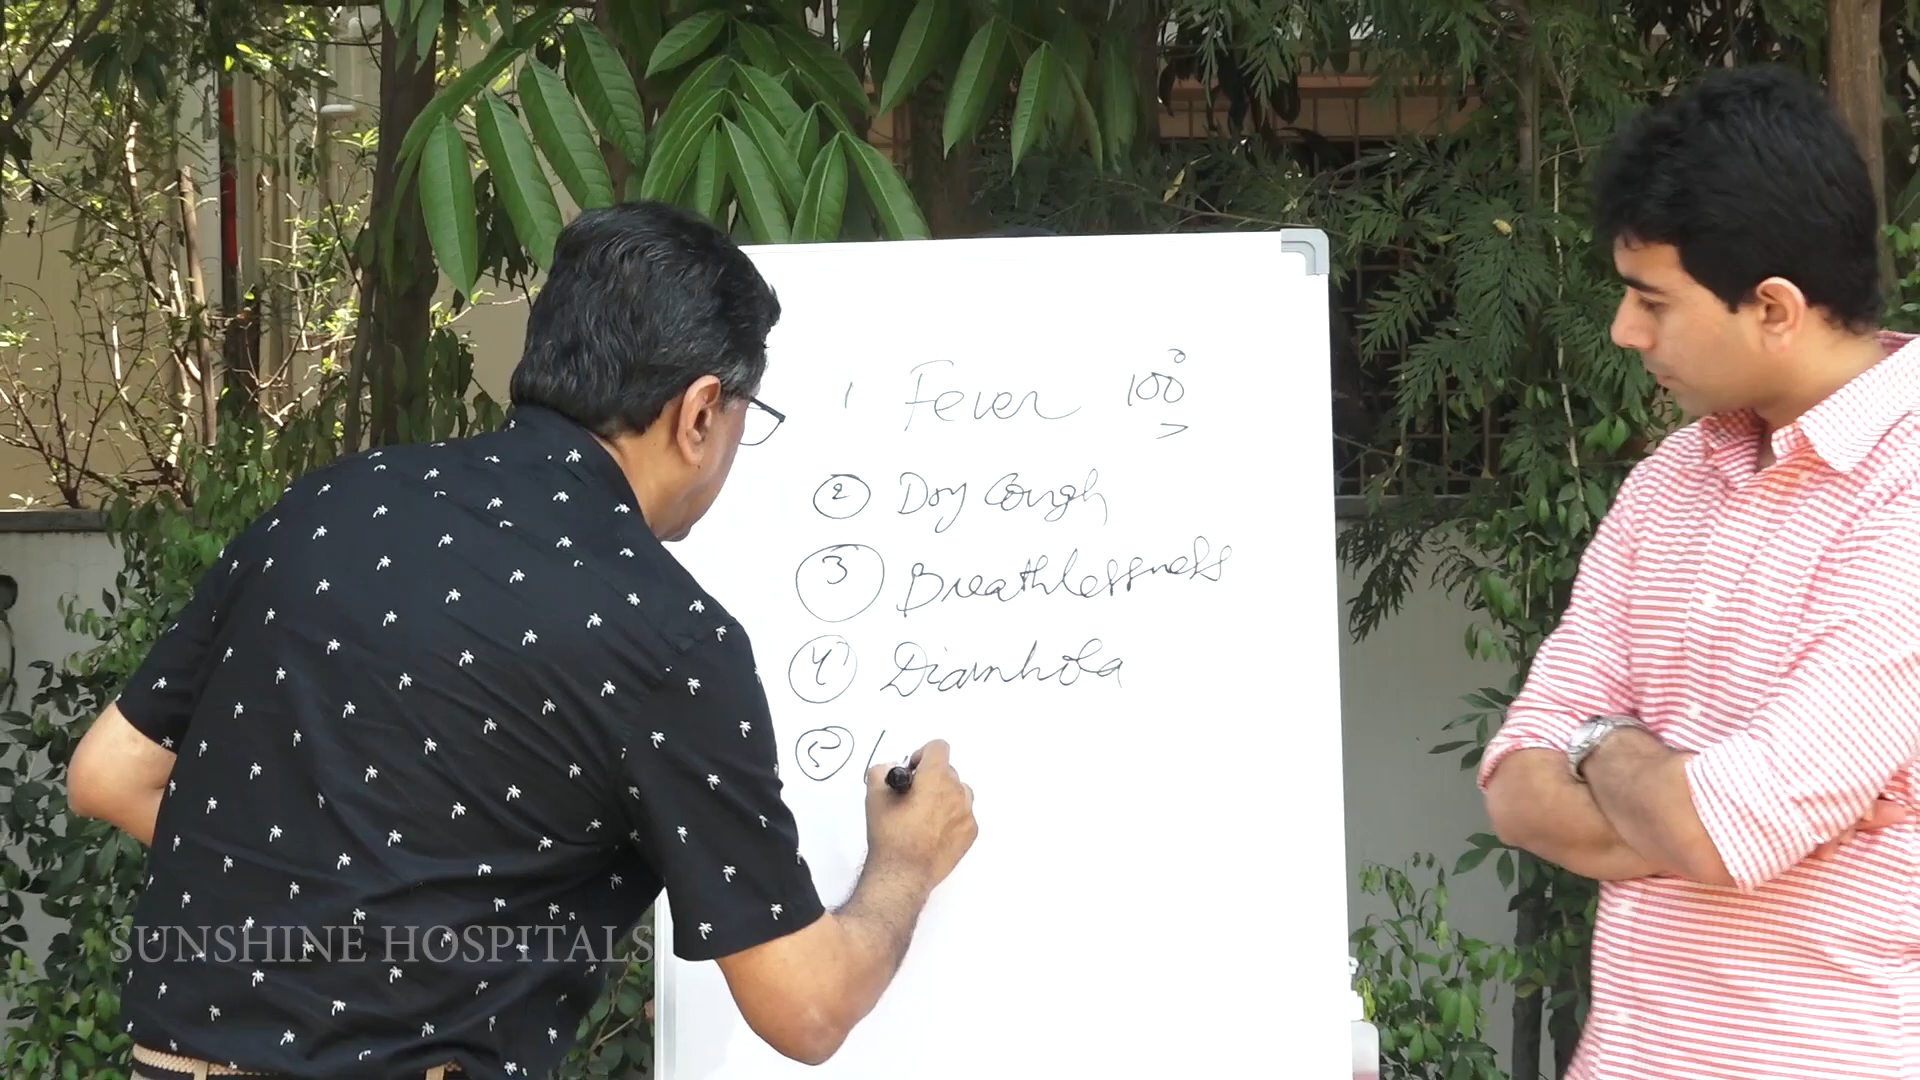 1 Fever 100°
>
2 Dry Cough
3 Breathlessness
4 Diarrhoea
5
SUNSHINE HOSPITALS